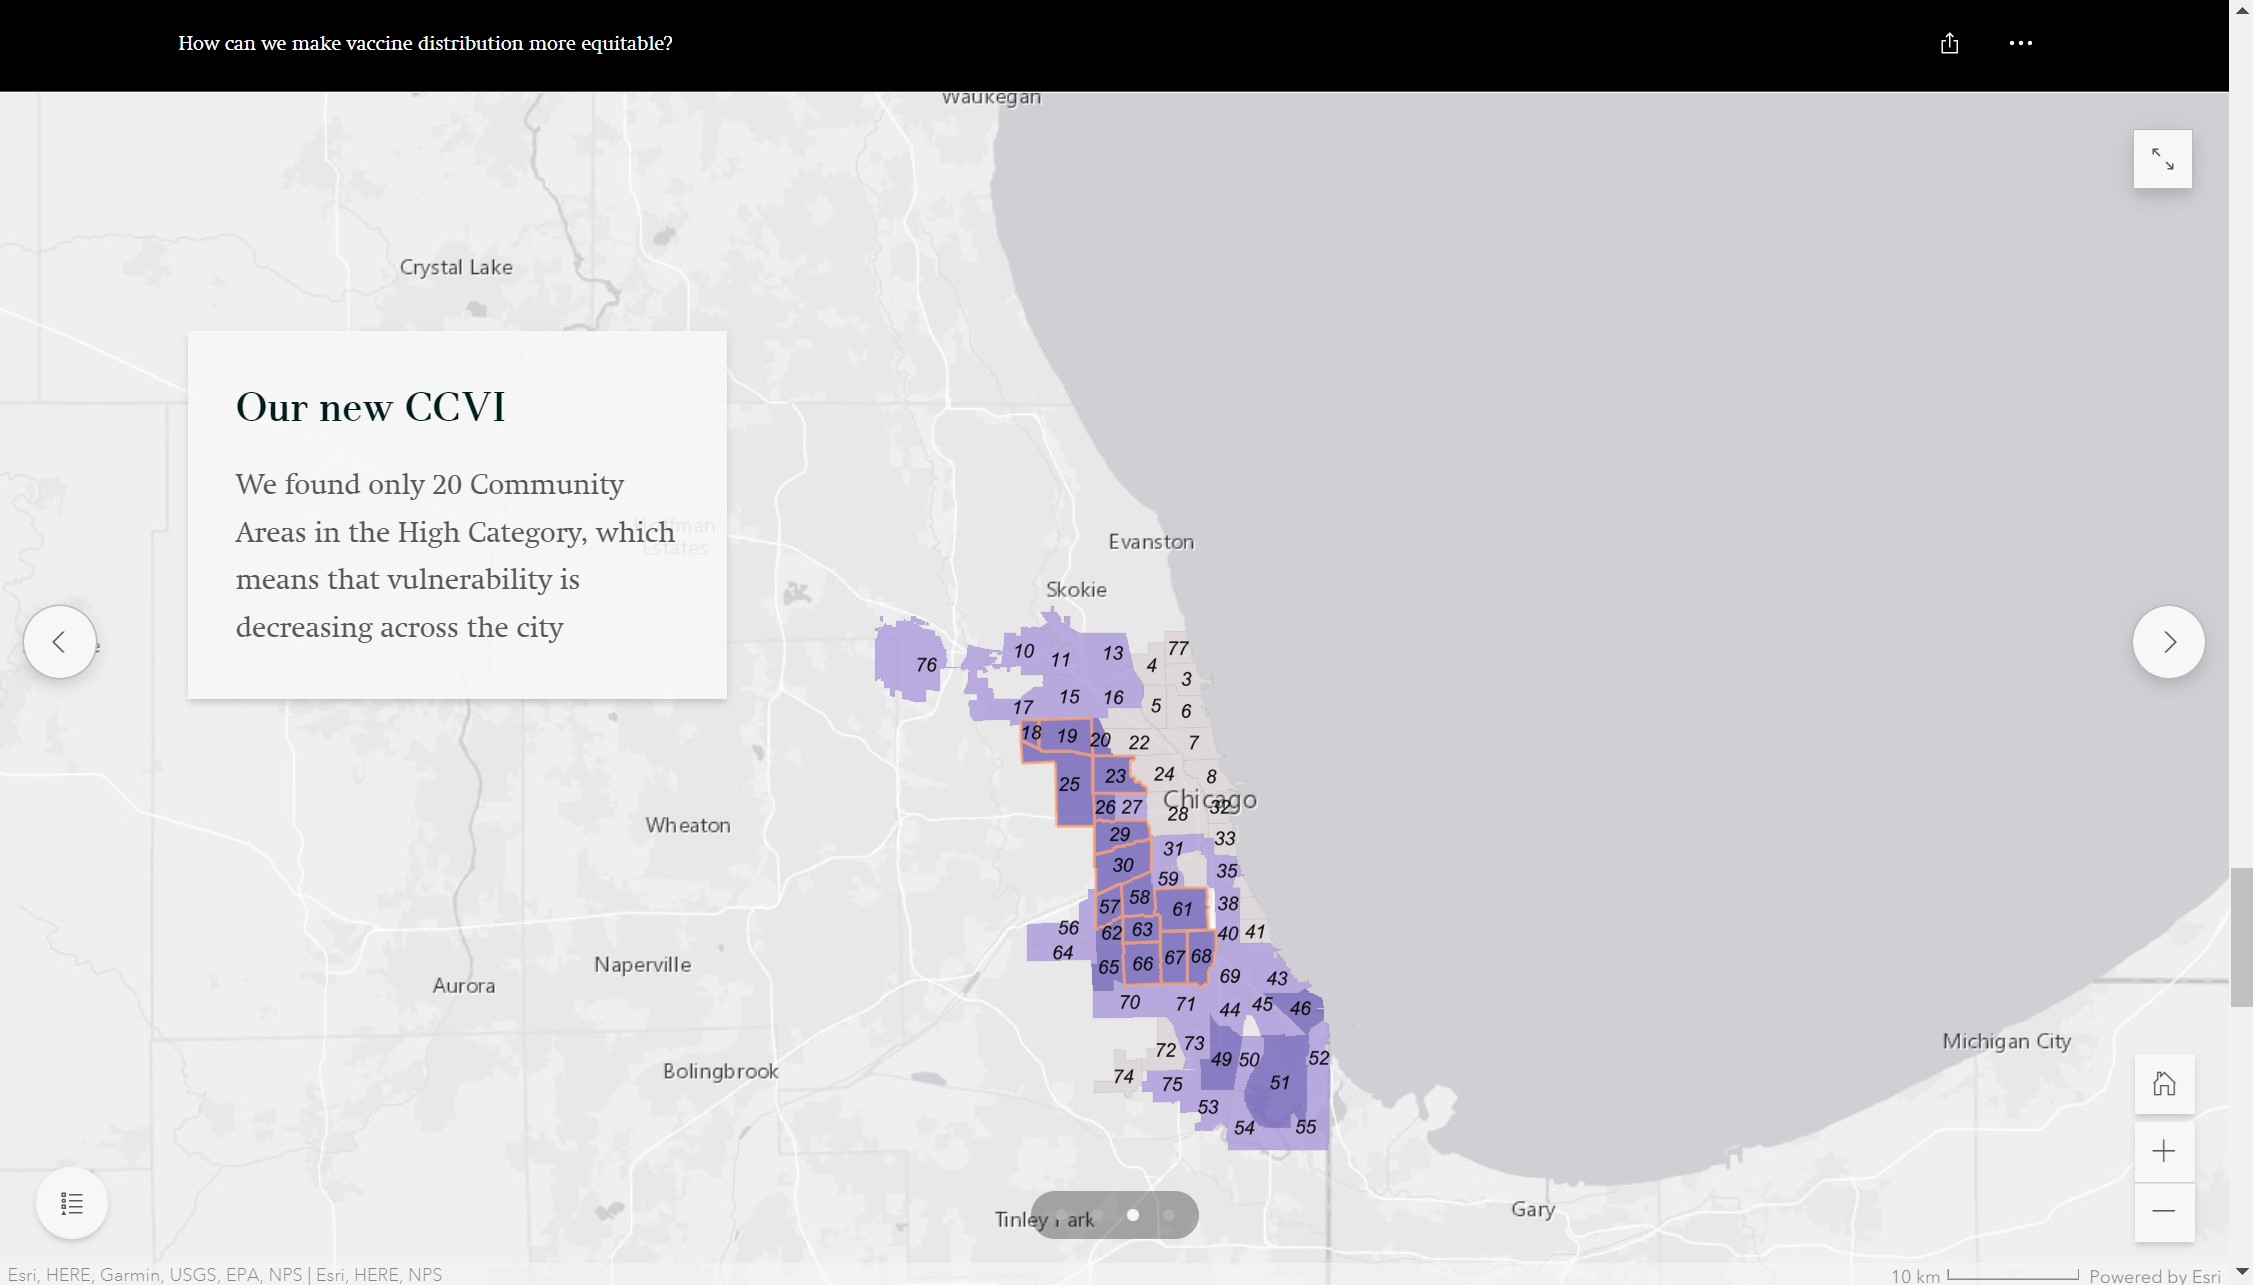 How can we make vaccine distribution more equitable?
Waukegan
Crystal Lake
Our new CCVI
We found only 20 Community
Areas in the High Category, which
means that vulnerability is
decreasing across the city
Hoffman
Estates
Evanston
Skokie
76
10
11
13
4
77
3
15
16
17
5
6
18
19
20
22
7
25
23
24
8
Chicago
26
27
28
32
Wheaton
29
33
30
31
35
59
57
58
61
38
56
62
63
40
41
64
65
66
67
68
69
43
Naperville
Aurora
70
71
44
45
46
72
73
49
50
52
74
75
51
53
54
55
Michigan City
Bolingbrook
Tinley
Gary
Esri, HERE, Garmin, USGS, EPA, NPS | Esri, HERE, NPS
10 km
Powered by Esri